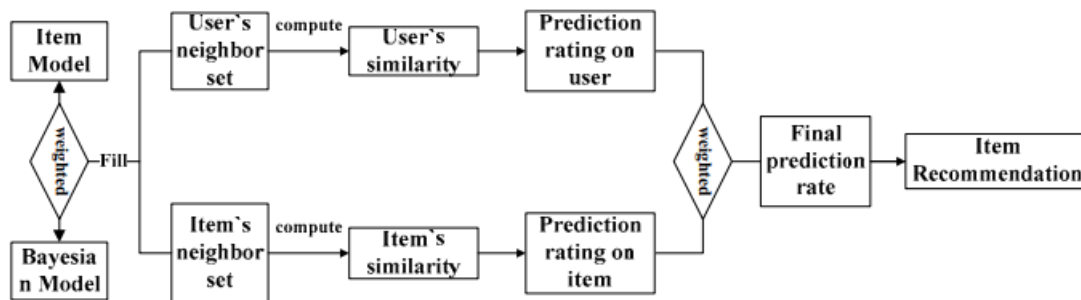 Item
Model
weighted
Bayesia
n Model
Fill
User`s
neighbor
set
compute
User`s
similarity
Prediction
rating on
user
Item`s
neighbor
set
compute
Item`s
similarity
Prediction
rating on
item
weighted
Final
prediction
rate
Item
Recommendation